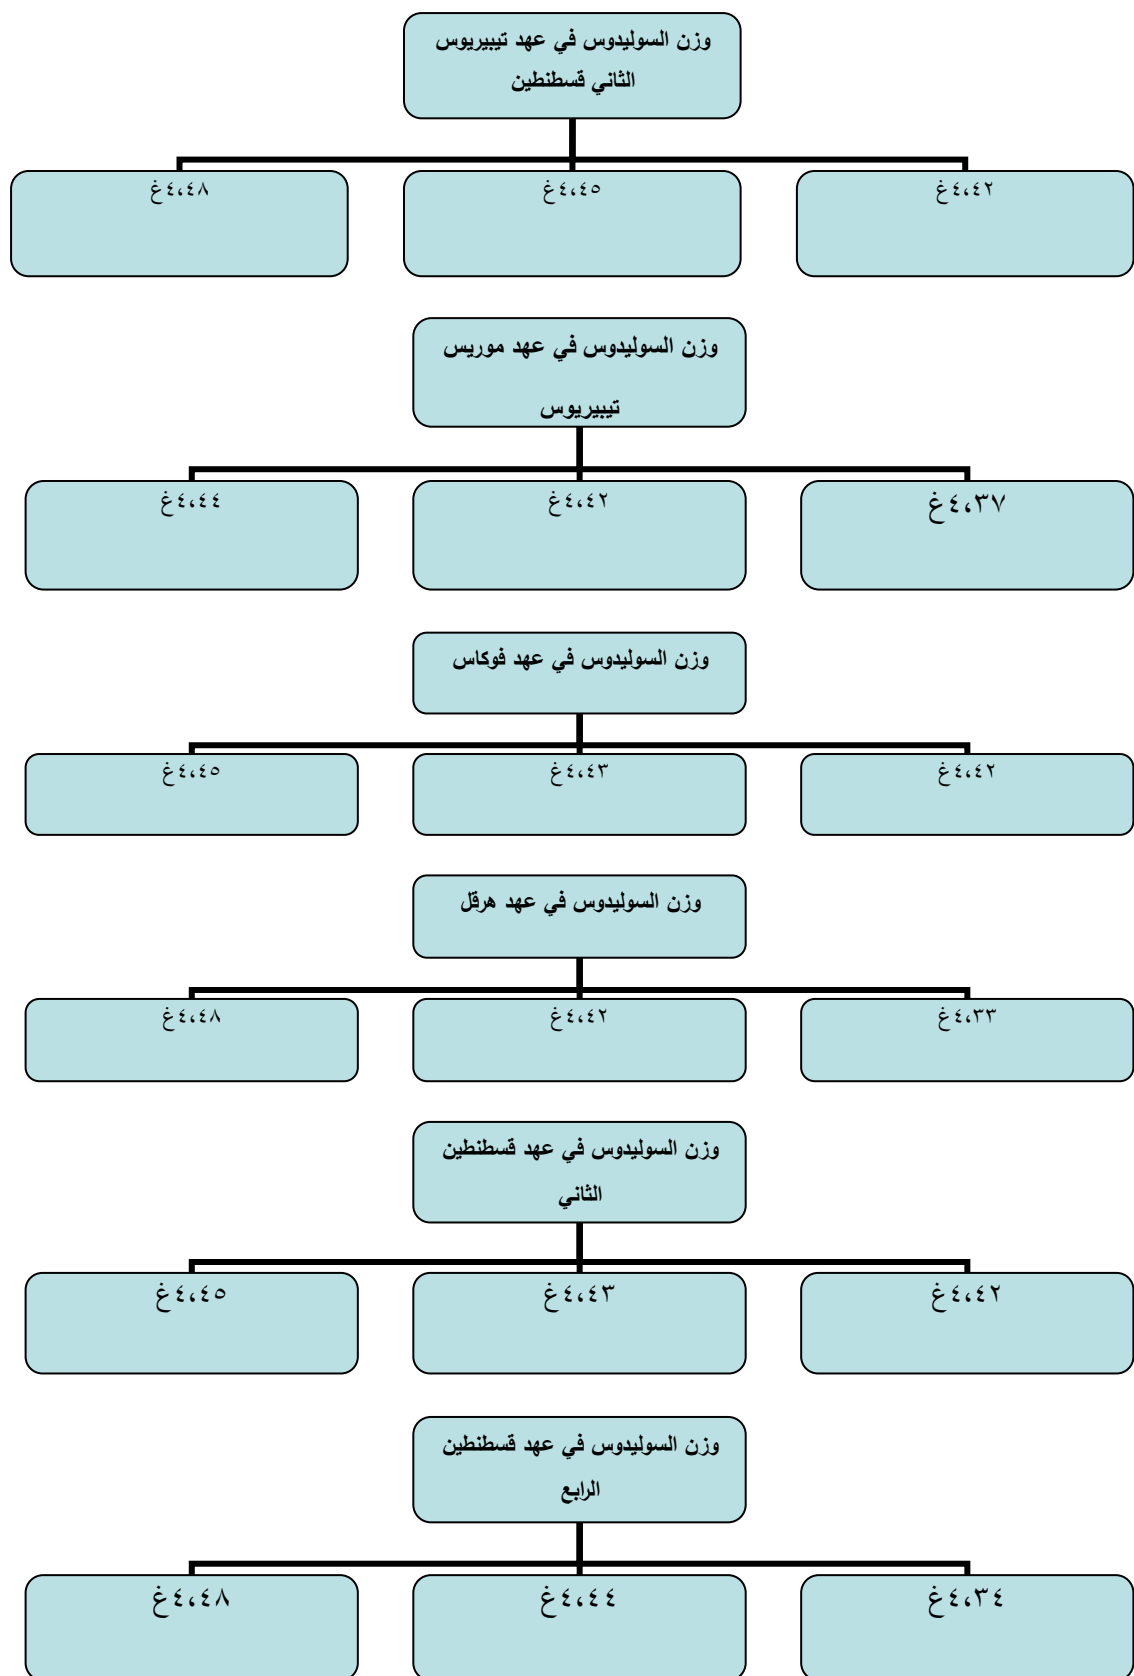 وزن السوليدوس في عهد تيبيريوس
الثاني قسطنطين
٤،٤٢غ
٤،٤٥غ
٤،٤٨غ
وزن السوليدوس في عهد موريس
تيبيريوس
٤،٣٧غ
٤،٤٢غ
٤،٤٤غ
وزن السوليدوس في عهد فوكاس
٤،٤٢غ
٤،٤٣غ
٤،٤٥غ
وزن السوليدوس في عهد هرقل
٤،٣٣غ
٤،٤٢غ
٤،٤٨غ
وزن السوليدوس في عهد قسطنطين
الثاني
٤،٤٢غ
٤،٤٣غ
٤،٤٥غ
وزن السوليدوس في عهد قسطنطين
الرابع
٤،٣٤غ
٤،٤٤غ
٤،٤٨غ